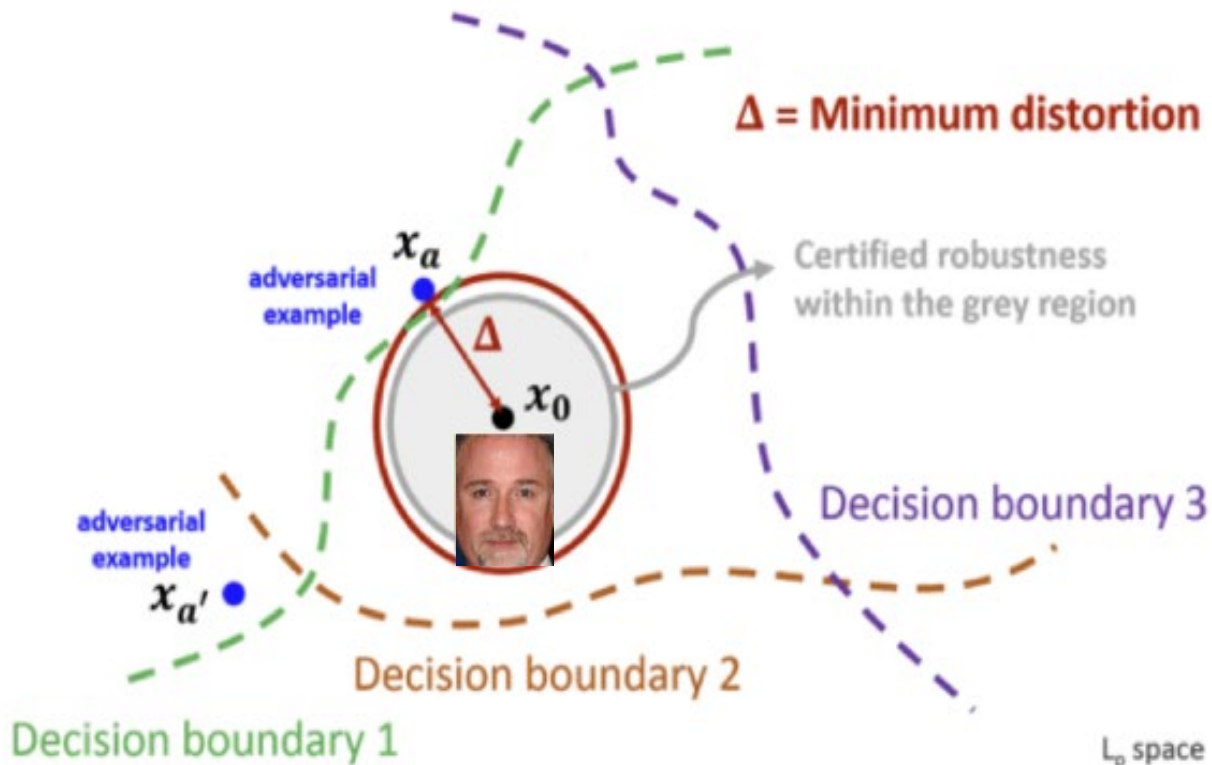 Δ = Minimum distortion
x_a
adversarial
example
Certified robustness
within the grey region
Δ
x_0
adversarial
example
x_a'
Decision boundary 3
Decision boundary 2
Decision boundary 1
L_p space